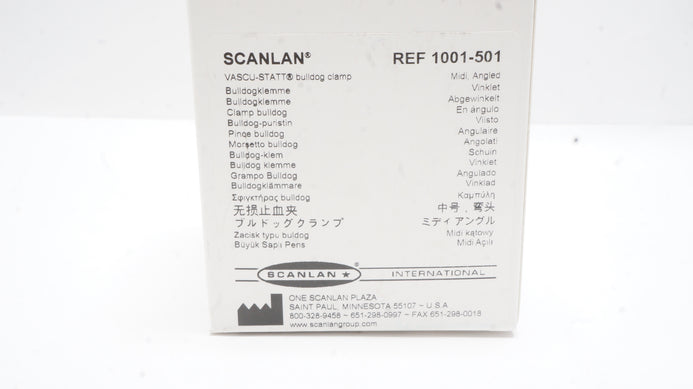 SCANLAN® REF 1001-501
VASCU-STATT® bulldog clamp Midi, Angled
Bulldogklemme Vinklet
Bulldogklemme Abgewinkelt
Clamp bulldog En ángulo
Bulldog-puristin Viisto
Pince bulldog Angulaire
Morsetto bulldog Angolati
Bulldog-klem Schuin
Bulldog klemme Vinklet
Grampo Bulldog Angulado
Bulldogklämmare Vinklad
Σφιγκτήρας bulldog Καμπύλη
无损止血夹 中号，弯头
ブルドッグクランプ ミディアングル
Zacisk typu buldog Midi kątowy
Büyük Saplı Pens Midi Açılı
SCANLAN ★® INTERNATIONAL
ONE SCANLAN PLAZA
SAINT PAUL, MINNESOTA 55107 – U.S.A
800-328-9458 – 651-298-0997 – FAX 651-298-0018
www.scanlangroup.com